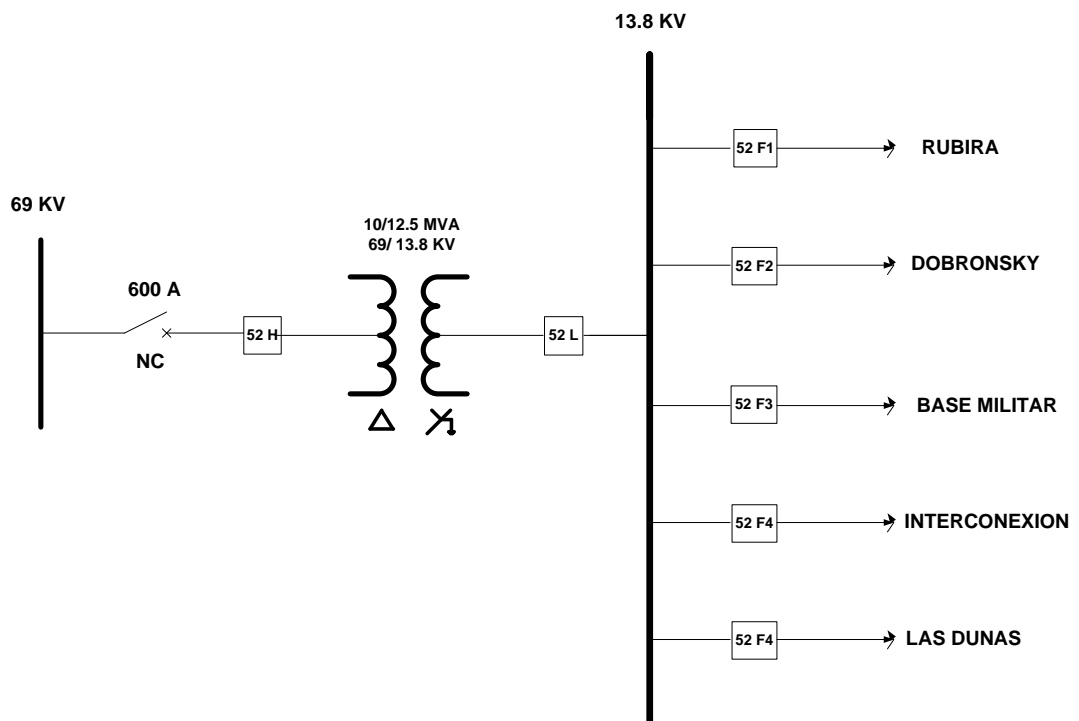 13.8 KV
52 F1
RUBIRA
69 KV
10/12.5 MVA
69/ 13.8 KV
52 F2
DOBRONSKY
600 A
52 H
52 L
NC
52 F3
BASE MILITAR
52 F4
INTERCONEXION
52 F4
LAS DUNAS